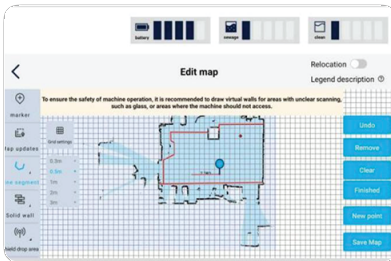 battery
sewage
clean
Edit map
Relocation
Legend description
To ensure the safety of machine operation, it is recommended to draw virtual walls for areas with unclear scanning,
such as glass, or areas where the machine should not access.
marker
Map updates
Grid settings
0.2m
0.5m
1m
2m
Solid wall
Undo
Remove
Clear
Finished
New point
Save Map